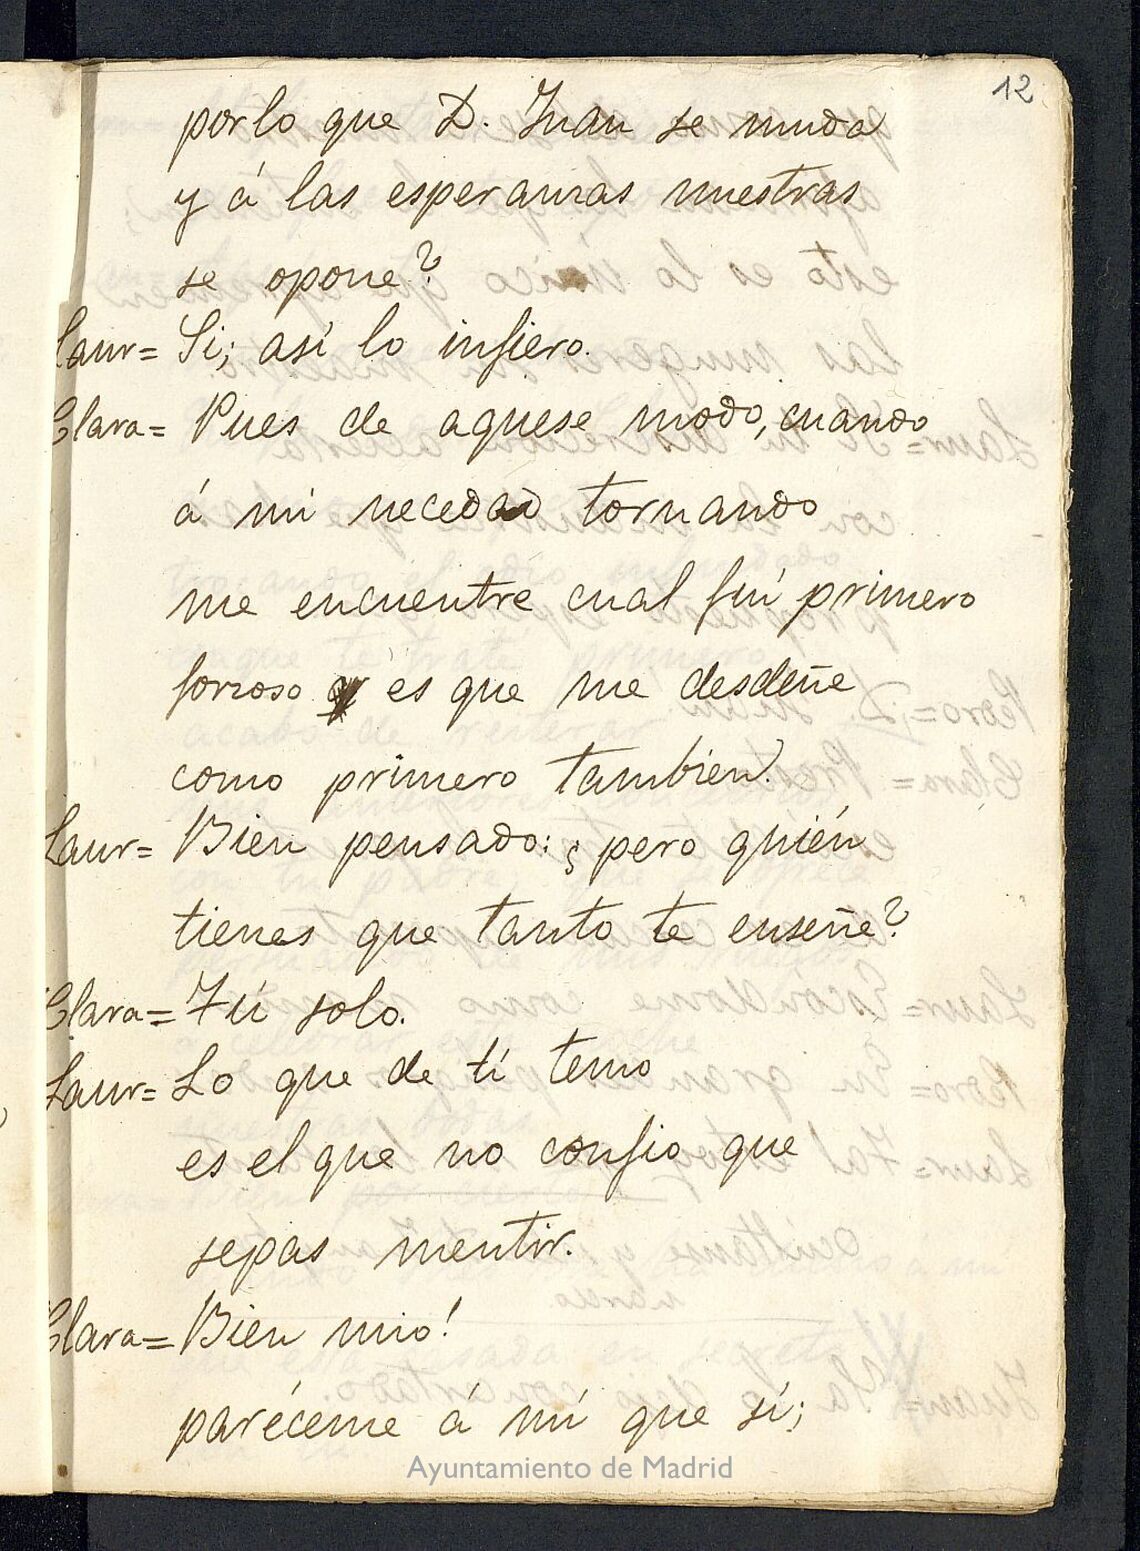 12
por lo que D. Juan se muda
y á las esperanzas nuestras
se opone?
Laur= Si; así lo infiero.
Clara= Pues de aquese modo, cuando
á mi necedad tornando
me encuentre cual fuí primero
forzoso es que me desdeñe
como primero tambien.
Laur= Bien pensado: ¿pero quién
tienes que tanto te enseñe?
Clara= Tú solo.
Laur= Lo que de tí temo
es el que no confio que
sepas mentir.
Clara= Bien mio!
paréceme á mí que sí;
Ayuntamiento de Madrid